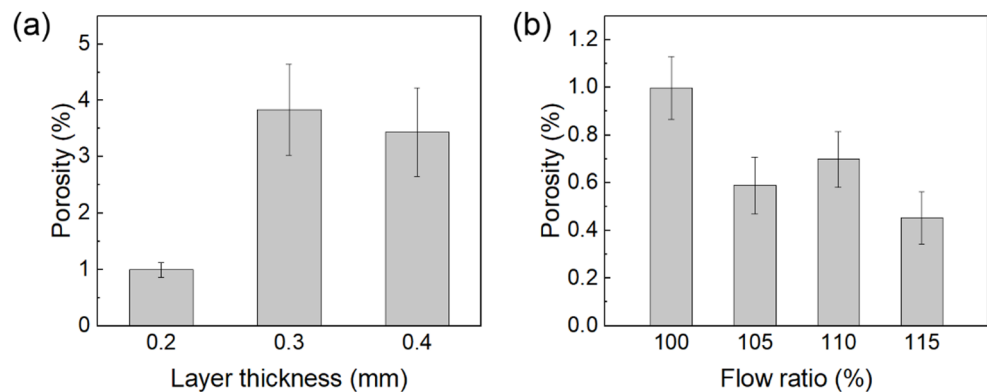 (a)
Porosity (%)
5
4
3
2
1
0
0.2 0.3 0.4
Layer thickness (mm)
(b)
Porosity (%)
1.2
1.0
0.8
0.6
0.4
0.2
0.0
100 105 110 115
Flow ratio (%)